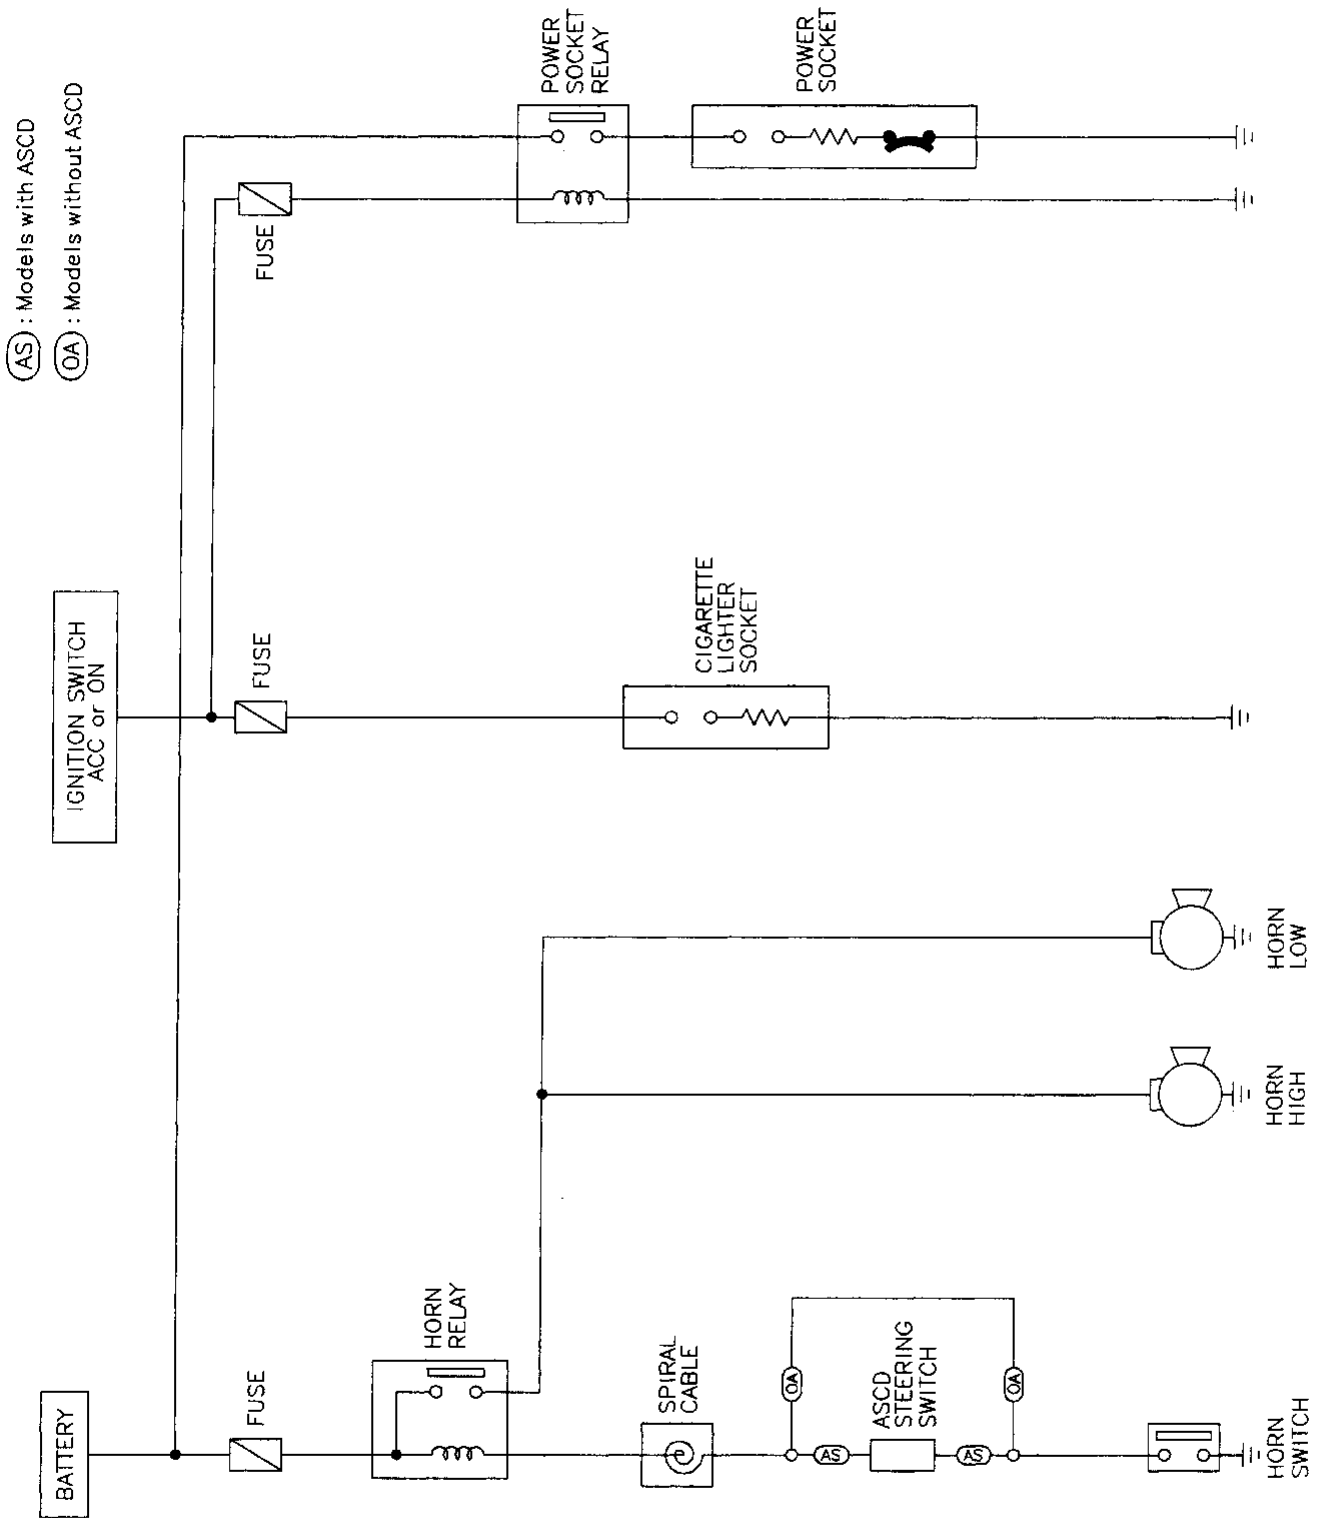 AS : Models with ASCD
OA : Models without ASCD
BATTERY
IGNITION SWITCH
ACC or ON
FUSE
FUSE
FUSE
HORN
RELAY
POWER
SOCKET
RELAY
SPIRAL
CABLE
CIGARETTE
LIGHTER
SOCKET
POWER
SOCKET
OA
AS
ASCD
STEERING
SWITCH
AS
OA
HORN
SWITCH
HORN
HIGH
HORN
LOW